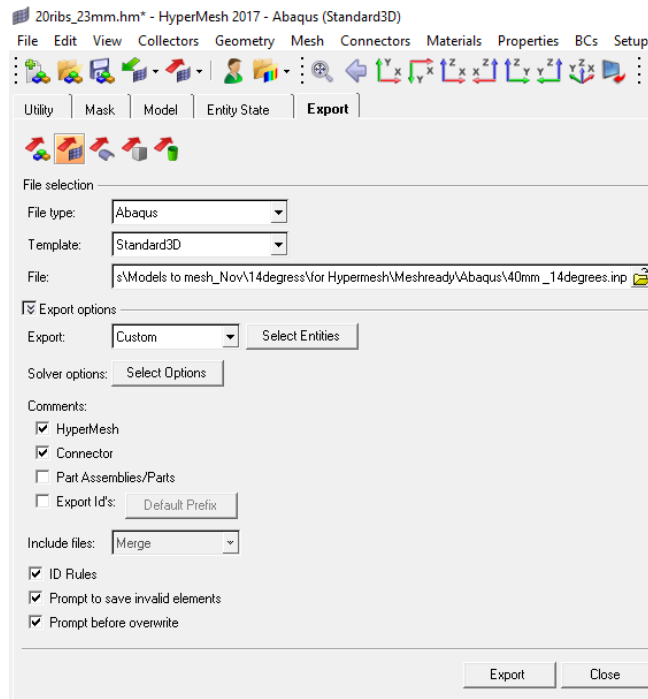 20ribs_23mm.hm* - HyperMesh 2017 - Abaqus (Standard3D)
File Edit View Collectors Geometry Mesh Connectors Materials Properties BCs Setup
Utility Mask Model Entity State Export
File selection
File type: Abaqus
Template: Standard3D
File: s\Models to mesh_Nov\14degress\for Hypermesh\Meshready\Abaqus\40mm _14degrees.inp
Export options
Export: Custom Select Entities
Solver options: Select Options
Comments:
HyperMesh
Connector
Part Assemblies/Parts
Export Id's: Default Prefix
Include files: Merge
ID Rules
Prompt to save invalid elements
Prompt before overwrite
Export Close